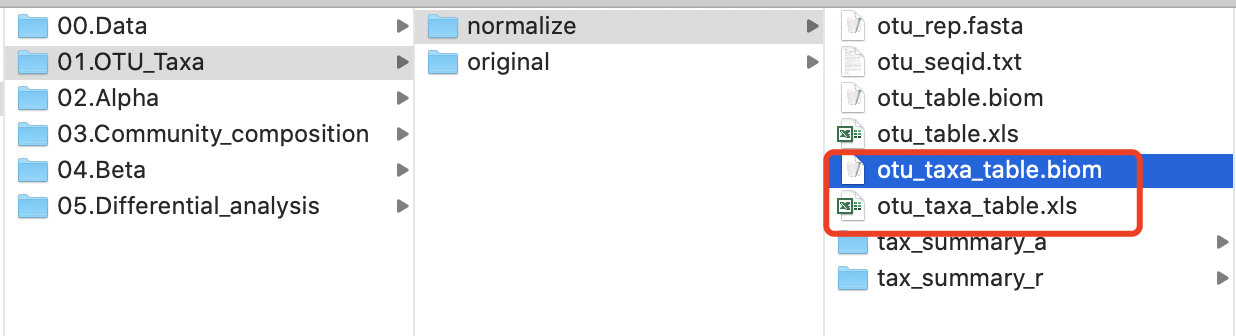 00.Data
01.OTU_Taxa
02.Alpha
03.Community_composition
04.Beta
05.Differential_analysis
normalize
original
otu_rep.fasta
otu_seqid.txt
otu_table.biom
otu_table.xls
otu_taxa_table.biom
otu_taxa_table.xls
tax_summary_a
tax_summary_r